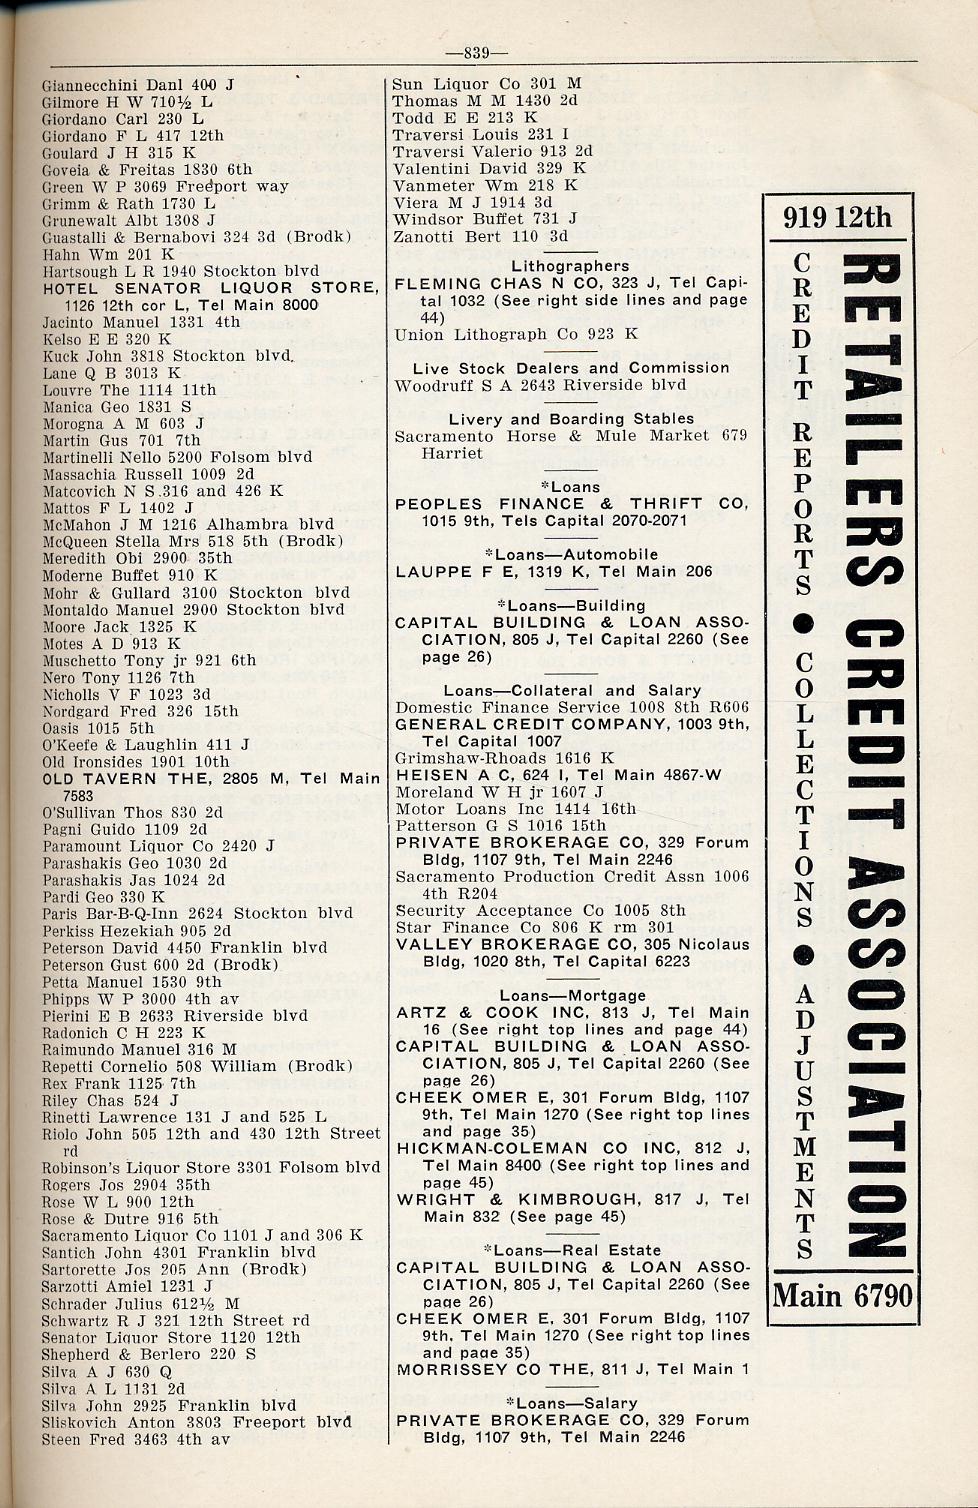 —839—
Giannecchini Danl 400 J
Gilmore H W 710½ L
Giordano Carl 230 L
Giordano F L 417 12th
Goulard J H 315 K
Goveia & Freitas 1830 6th
Green W P 3069 Freeport way
Grimm & Rath 1730 L
Grunewalt Albt 1308 J
Guastalli & Bernabovi 324 3d (Brodk)
Hahn Wm 201 K
Hartsough L R 1940 Stockton blvd
HOTEL SENATOR LIQUOR STORE,
1126 12th cor L, Tel Main 8000
Jacinto Manuel 1331 4th
Kelso E E 320 K
Kuck John 3818 Stockton blvd.
Lane Q B 3013 K
Louvre The 1114 11th
Manica Geo 1831 S
Morogna A M 603 J
Martin Gus 701 7th
Martinelli Nello 5200 Folsom blvd
Massachia Russell 1009 2d
Matcovich N S 316 and 426 K
Mattos F L 1402 J
McMahon J M 1216 Alhambra blvd
McQueen Stella Mrs 518 5th (Brodk)
Meredith Obi 2900 35th
Moderne Buffet 910 K
Mohr & Gullard 3100 Stockton blvd
Montaldo Manuel 2900 Stockton blvd
Moore Jack 1325 K
Motes A D 913 K
Muschetto Tony jr 921 6th
Nero Tony 1126 7th
Nicholls V F 1023 3d
Nordgard Fred 326 15th
Oasis 1015 5th
O'Keefe & Laughlin 411 J
Old Ironsides 1901 10th
OLD TAVERN THE, 2805 M, Tel Main
7583
O'Sullivan Thos 830 2d
Pagni Guido 1109 2d
Paramount Liquor Co 2420 J
Parashakis Geo 1030 2d
Parashakis Jas 1024 2d
Pardi Geo 330 K
Paris Bar-B-Q-Inn 2624 Stockton blvd
Perkiss Hezekiah 905 2d
Peterson David 4450 Franklin blvd
Peterson Gust 600 2d (Brodk)
Petta Manuel 1530 9th
Phipps W P 3000 4th av
Pierini E B 2633 Riverside blvd
Radonich C H 223 K
Raimundo Manuel 316 M
Repetti Cornelio 508 William (Brodk)
Rex Frank 1125 7th
Riley Chas 524 J
Rinetti Lawrence 131 J and 525 L
Riolo John 505 12th and 430 12th Street
rd
Robinson's Liquor Store 3301 Folsom blvd
Rogers Jos 2904 35th
Rose W L 900 12th
Rose & Dutre 916 5th
Sacramento Liquor Co 1101 J and 306 K
Santich John 4301 Franklin blvd
Sartorette Jos 205 Ann (Brodk)
Sarzotti Amiel 1231 J
Schrader Julius 612½ M
Schwartz R J 321 12th Street rd
Senator Liquor Store 1120 12th
Shepherd & Berlero 220 S
Silva A J 630 Q
Silva A L 1131 2d
Silva John 2925 Franklin blvd
Sliskovich Anton 3803 Freeport blvd
Steen Fred 3463 4th av
Sun Liquor Co 301 M
Thomas M M 1430 2d
Todd E E 213 K
Traversi Louis 231 I
Traversi Valerio 913 2d
Valentini David 329 K
Vanmeter Wm 218 K
Viera M J 1914 3d
Windsor Buffet 731 J
Zanotti Bert 110 3d
Lithographers
FLEMING CHAS N CO, 323 J, Tel Capi-
tal 1032 (See right side lines and page
44)
Union Lithograph Co 923 K
Live Stock Dealers and Commission
Woodruff S A 2643 Riverside blvd
Livery and Boarding Stables
Sacramento Horse & Mule Market 679
Harriet
*Loans
PEOPLES FINANCE & THRIFT CO,
1015 9th, Tels Capital 2070-2071
*Loans—Automobile
LAUPPE F E, 1319 K, Tel Main 206
*Loans—Building
CAPITAL BUILDING & LOAN ASSO-
CIATION, 805 J, Tel Capital 2260 (See
page 26)
Loans—Collateral and Salary
Domestic Finance Service 1008 8th R606
GENERAL CREDIT COMPANY, 1003 9th,
Tel Capital 1007
Grimshaw-Rhoads 1616 K
HEISEN A C, 624 I, Tel Main 4867-W
Moreland W H jr 1607 J
Motor Loans Inc 1414 16th
Patterson G S 1016 15th
PRIVATE BROKERAGE CO, 329 Forum
Bldg, 1107 9th, Tel Main 2246
Sacramento Production Credit Assn 1006
4th R204
Security Acceptance Co 1005 8th
Star Finance Co 806 K rm 301
VALLEY BROKERAGE CO, 305 Nicolaus
Bldg, 1020 8th, Tel Capital 6223
Loans—Mortgage
ARTZ & COOK INC, 813 J, Tel Main
16 (See right top lines and page 44)
CAPITAL BUILDING & LOAN ASSO-
CIATION, 805 J, Tel Capital 2260 (See
page 26)
CHEEK OMER E, 301 Forum Bldg, 1107
9th, Tel Main 1270 (See right top lines
and page 35)
HICKMAN-COLEMAN CO INC, 812 J,
Tel Main 8400 (See right top lines and
page 45)
WRIGHT & KIMBROUGH, 817 J, Tel
Main 832 (See page 45)
*Loans—Real Estate
CAPITAL BUILDING & LOAN ASSO-
CIATION, 805 J, Tel Capital 2260 (See
page 26)
CHEEK OMER E, 301 Forum Bldg, 1107
9th, Tel Main 1270 (See right top lines
and page 35)
MORRISSEY CO THE, 811 J, Tel Main 1
*Loans—Salary
PRIVATE BROKERAGE CO, 329 Forum
Bldg, 1107 9th, Tel Main 2246
919 12th
CREDIT REPORTS ● COLLECTIONS ● ADJUSTMENTS
RETAILERS CREDIT ASSOCIATION
Main 6790